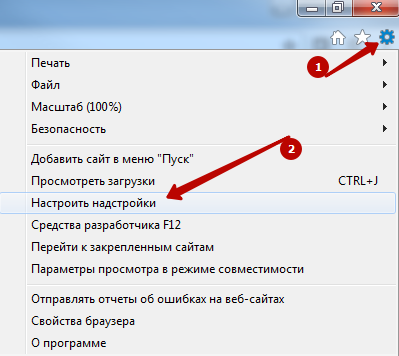 1
Печать
Файл
Масштаб (100%)
Безопасность
2
Добавить сайт в меню "Пуск"
Просмотреть загрузки CTRL+J
Настроить надстройки
Средства разработчика F12
Перейти к закрепленным сайтам
Параметры просмотра в режиме совместимости
Отправлять отчеты об ошибках на веб-сайтах
Свойства браузера
О программе